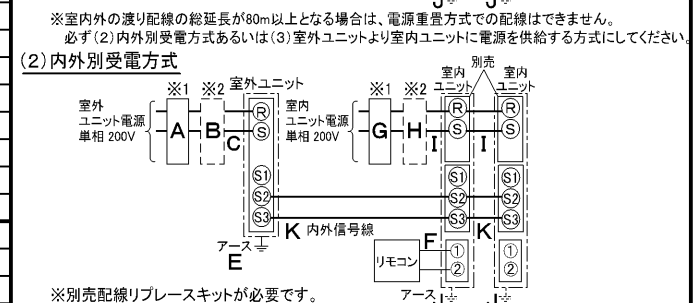 ※室内外の渡り配線の総延長が80m以上となる場合は、電源重畳方式での配線はできません。
必ず(2)内外別受電方式あるいは(3)室外ユニットより室内ユニットに電源を供給する方式にしてください。
(2)内外別受電方式
別売
※1 ※2 室外ユニット ※1 ※2 室内ユニット 室内ユニット
室外
ユニット電源
単相 200V
A B C R S
室内
ユニット電源
単相 200V
G H I R S I R S
S1 S1 S1
S2 S2 S2
S3 S3 S3
K 内外信号線 K
アース
E
リモコン F ① ② ① ②
アース
※別売配線リプレースキットが必要です。